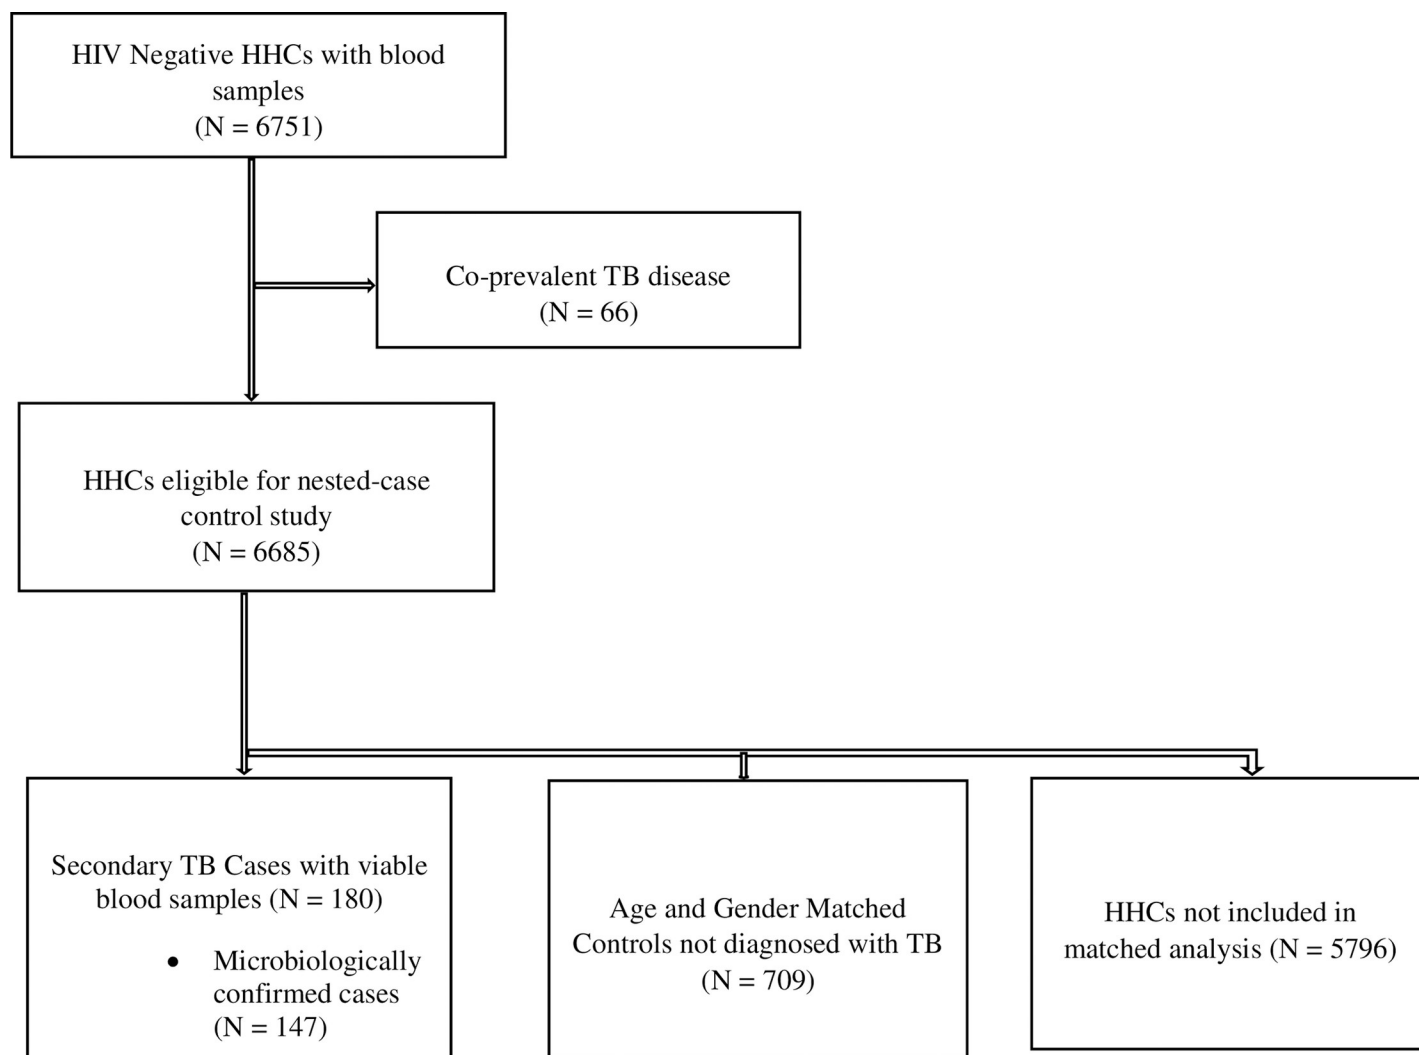 HIV Negative HHCs with blood
samples
(N = 6751)
Co-prevalent TB disease
(N = 66)
HHCs eligible for nested-case
control study
(N = 6685)
Secondary TB Cases with viable
blood samples (N = 180)
• Microbiologically
confirmed cases
(N = 147)
Age and Gender Matched
Controls not diagnosed with TB
(N = 709)
HHCs not included in
matched analysis (N = 5796)